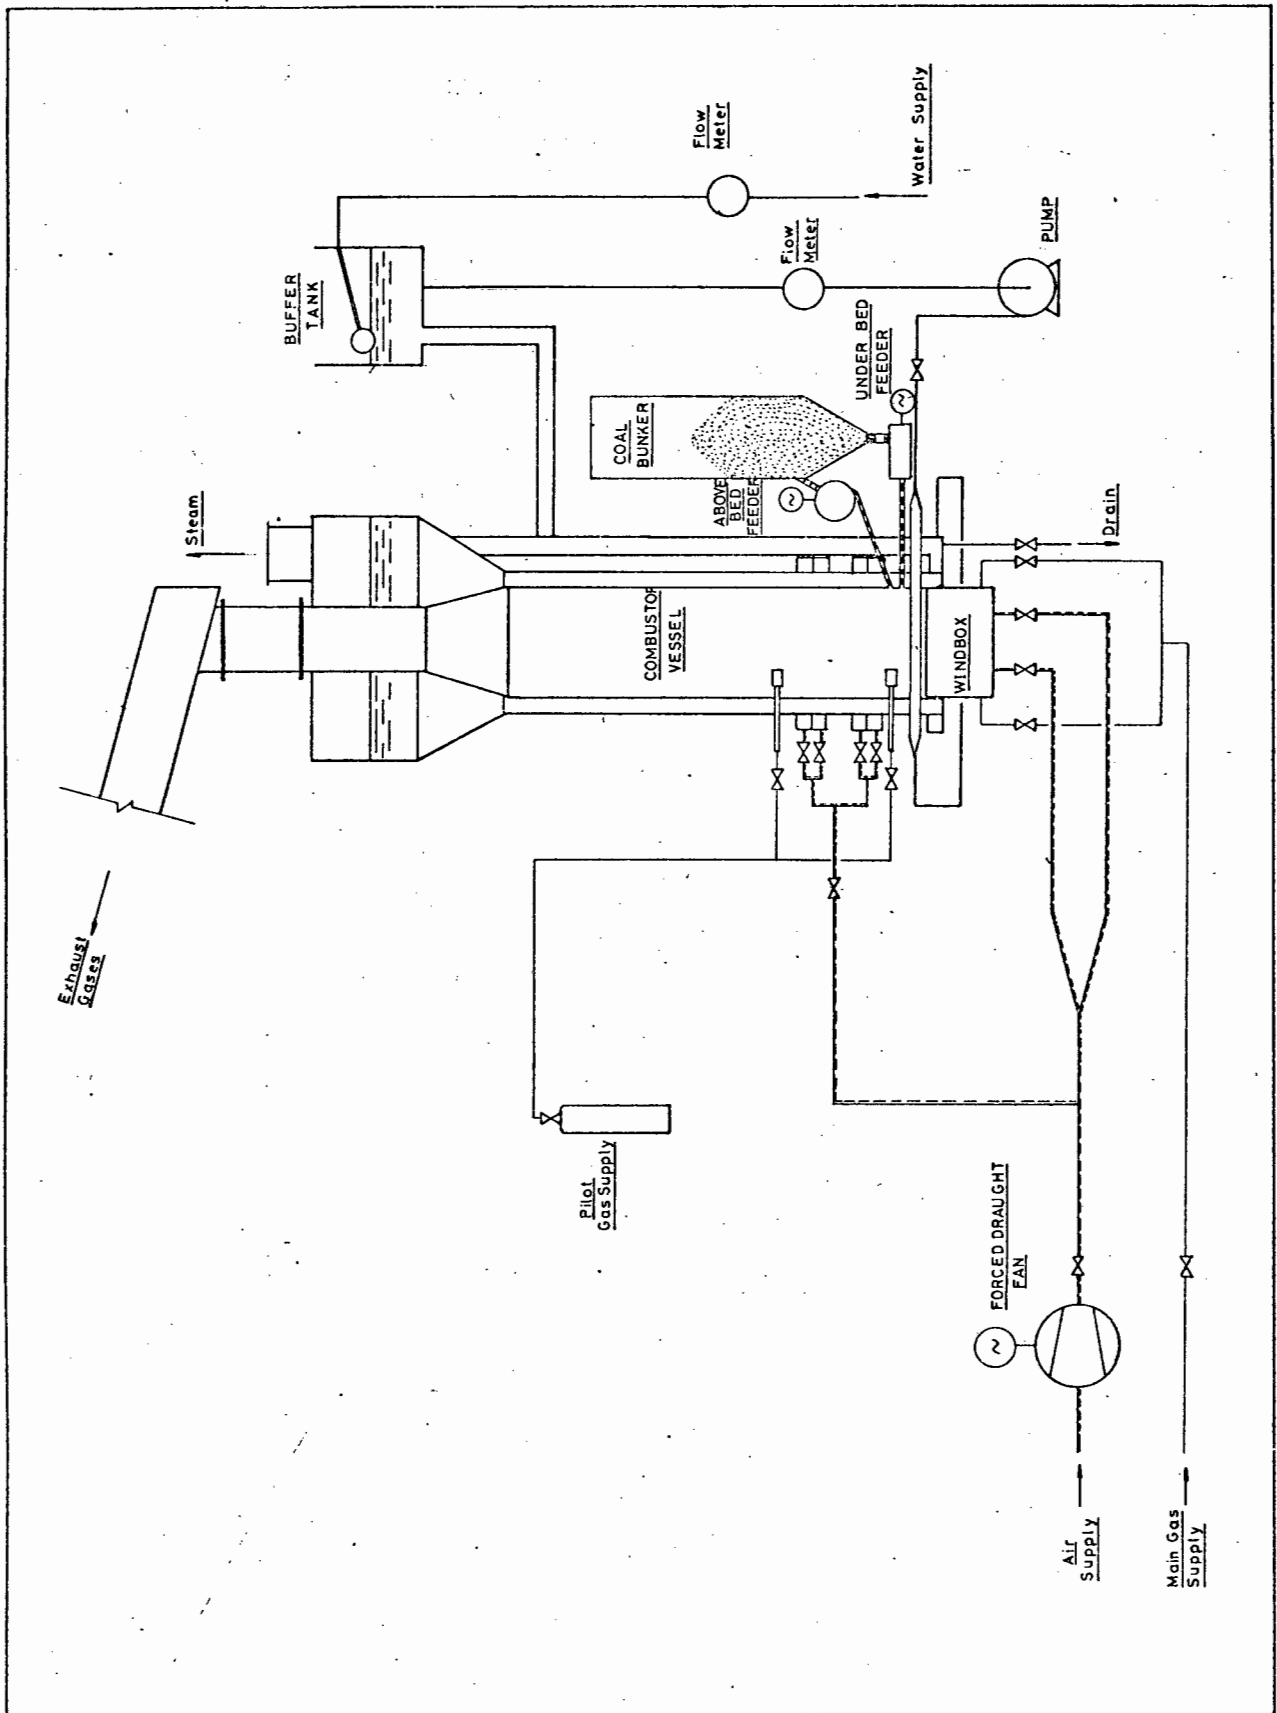 Exhaust
Gases
Steam
BUFFER
TANK
Flow
Meter
Water Supply
Flow
Meter
PUMP
COAL
BUNKER
ABOVE
BED
FEEDER
UNDER BED
FEEDER
COMBUSTOR
VESSEL
WINDBOX
Drain
Pilot
Gas Supply
FORCED DRAUGHT
FAN
Air
Supply
Main Gas
Supply